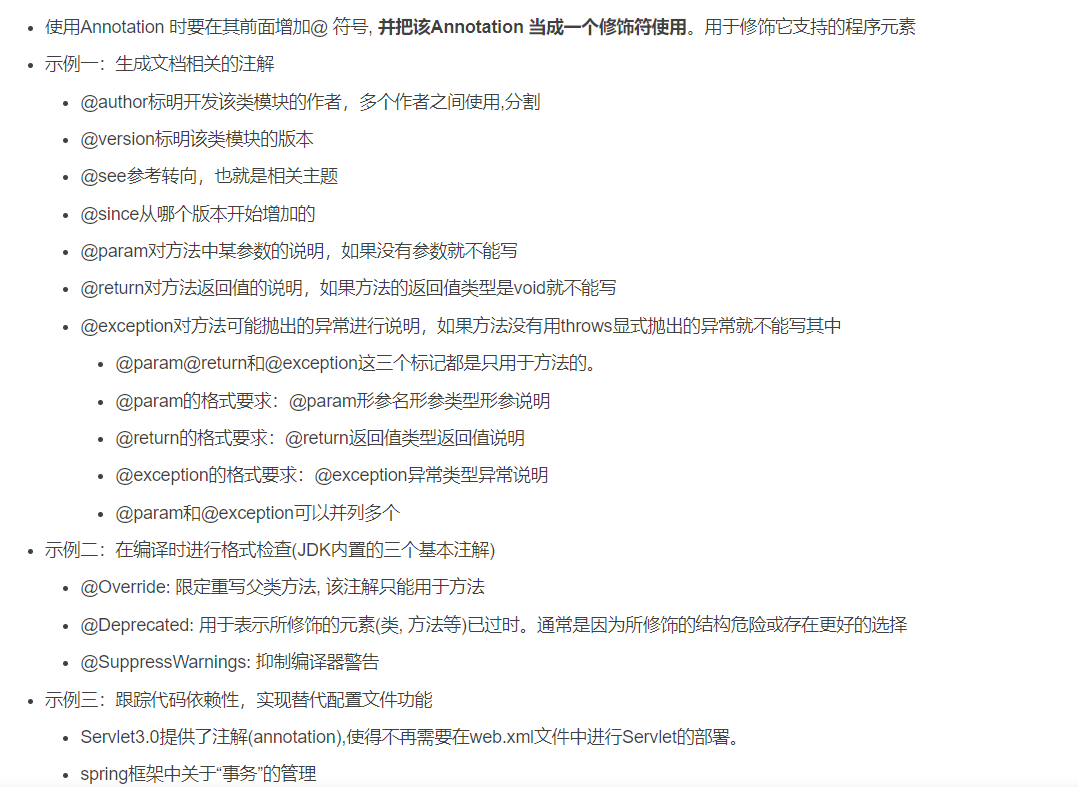 使用Annotation 时要在其前面增加@ 符号, 并把该Annotation 当成一个修饰符使用。用于修饰它支持的程序元素
示例一：生成文档相关的注解
@author标明开发该类模块的作者，多个作者之间使用,分割
@version标明该类模块的版本
@see参考转向，也就是相关主题
@since从哪个版本开始增加的
@param对方法中某参数的说明，如果没有参数就不能写
@return对方法返回值的说明，如果方法的返回值类型是void就不能写
@exception对方法可能抛出的异常进行说明，如果方法没有用throws显式抛出的异常就不能写其中
@param@return和@exception这三个标记都是只用于方法的。
@param的格式要求：@param形参名形参类型形参说明
@return的格式要求：@return返回值类型返回值说明
@exception的格式要求：@exception异常类型异常说明
@param和@exception可以并列多个
示例二：在编译时进行格式检查(JDK内置的三个基本注解)
@Override: 限定重写父类方法, 该注解只能用于方法
@Deprecated: 用于表示所修饰的元素(类, 方法等)已过时。通常是因为所修饰的结构危险或存在更好的选择
@SuppressWarnings: 抑制编译器警告
示例三：跟踪代码依赖性，实现替代配置文件功能
Servlet3.0提供了注解(annotation),使得不再需要在web.xml文件中进行Servlet的部署。
spring框架中关于“事务”的管理